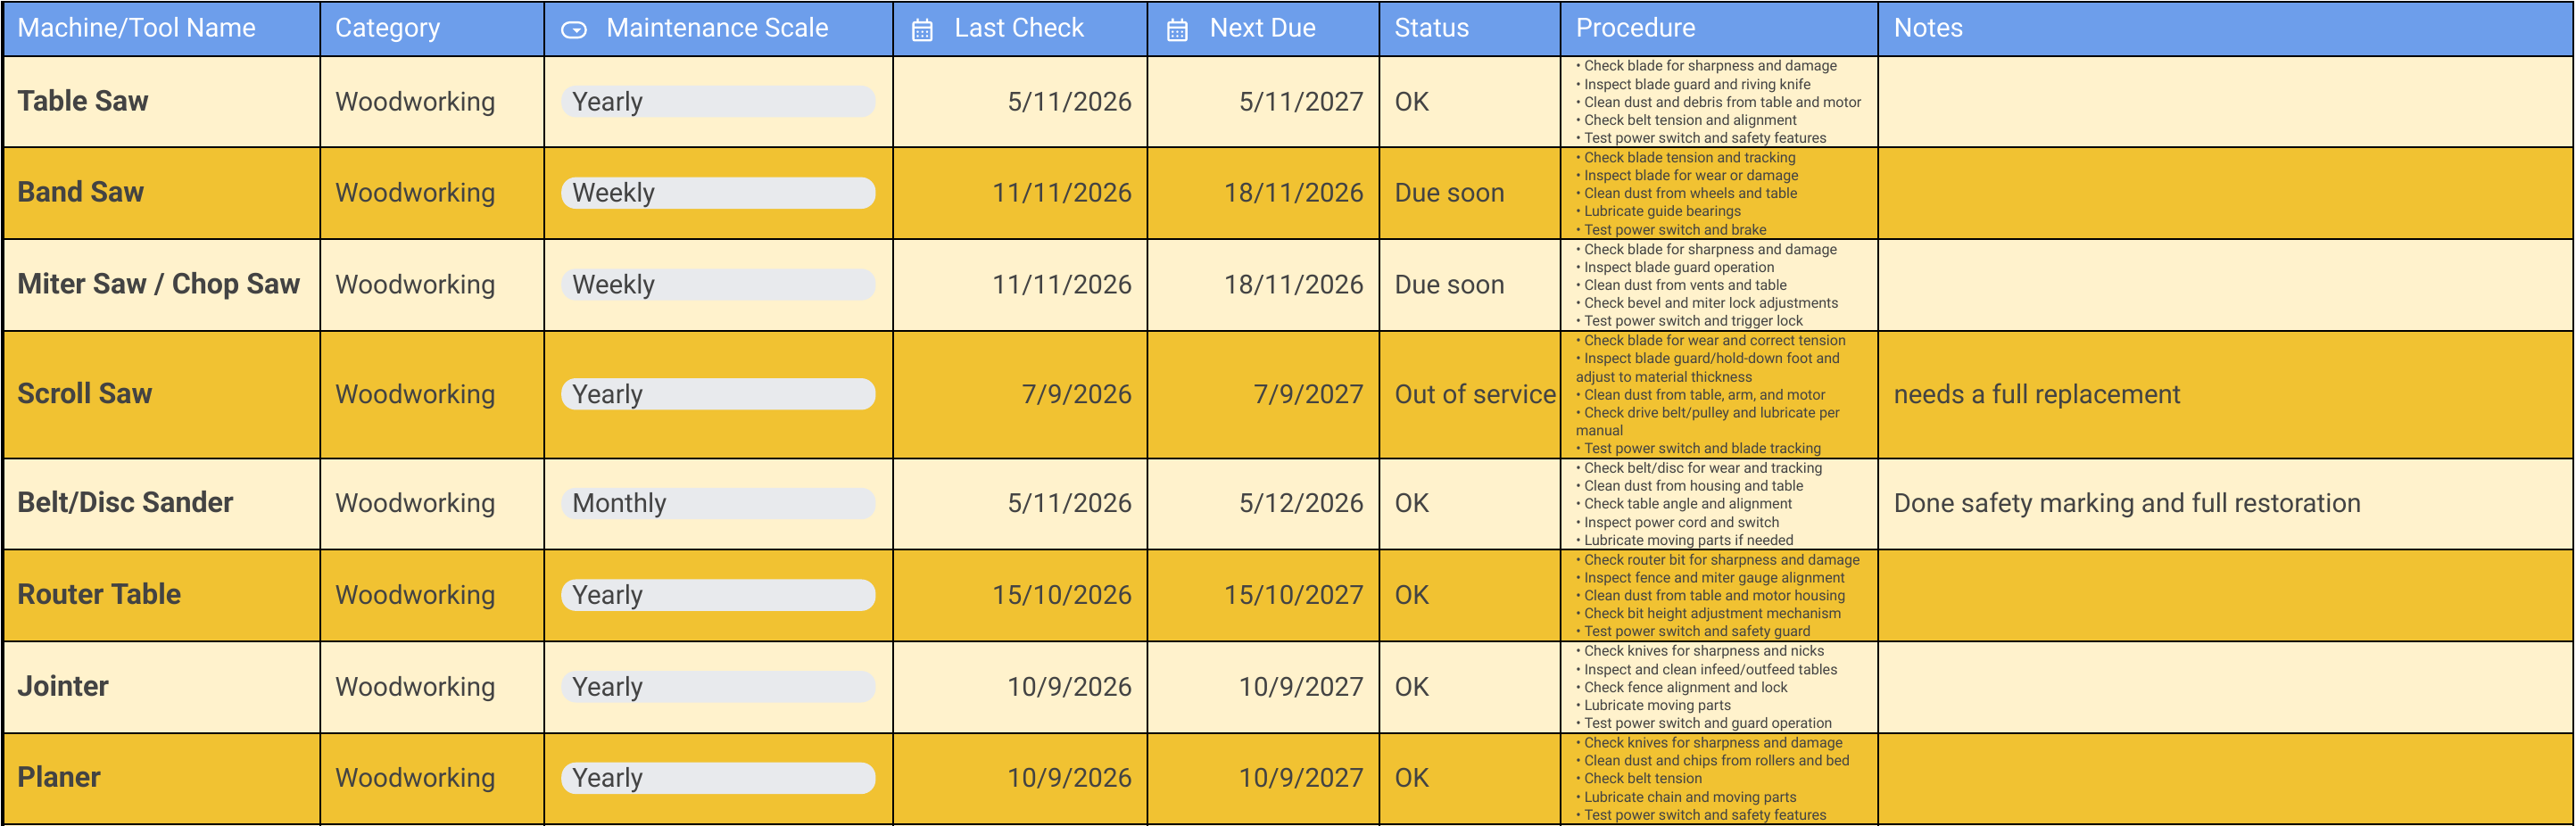 Machine/Tool Name Category Maintenance Scale Last Check Next Due Status Procedure Notes
Table Saw Woodworking Yearly 5/11/2026 5/11/2027 OK
• Check blade for sharpness and damage
• Inspect blade guard and riving knife
• Clean dust and debris from table and motor
• Check belt tension and alignment
• Test power switch and safety features
Band Saw Woodworking Weekly 11/11/2026 18/11/2026 Due soon
• Check blade tension and tracking
• Inspect blade for wear or damage
• Clean dust from wheels and table
• Lubricate guide bearings
• Test power switch and brake
Miter Saw / Chop Saw Woodworking Weekly 11/11/2026 18/11/2026 Due soon
• Check blade for sharpness and damage
• Inspect blade guard operation
• Clean dust from vents and table
• Check bevel and miter lock adjustments
• Test power switch and trigger lock
Scroll Saw Woodworking Yearly 7/9/2026 7/9/2027 Out of service
• Check blade for wear and correct tension
• Inspect blade guard/hold-down foot and
adjust to material thickness
• Clean dust from table, arm, and motor
• Check drive belt/pulley and lubricate per
manual
• Test power switch and blade tracking
needs a full replacement
Belt/Disc Sander Woodworking Monthly 5/11/2026 5/12/2026 OK
• Check belt/disc for wear and tracking
• Clean dust from housing and table
• Check table angle and alignment
• Inspect power cord and switch
• Lubricate moving parts if needed
Done safety marking and full restoration
Router Table Woodworking Yearly 15/10/2026 15/10/2027 OK
• Check router bit for sharpness and damage
• Inspect fence and miter gauge alignment
• Clean dust from table and motor housing
• Check bit height adjustment mechanism
• Test power switch and safety guard
Jointer Woodworking Yearly 10/9/2026 10/9/2027 OK
• Check knives for sharpness and nicks
• Inspect and clean infeed/outfeed tables
• Check fence alignment and lock
• Lubricate moving parts
• Test power switch and guard operation
Planer Woodworking Yearly 10/9/2026 10/9/2027 OK
• Check knives for sharpness and damage
• Clean dust and chips from rollers and bed
• Check belt tension
• Lubricate chain and moving parts
• Test power switch and safety features